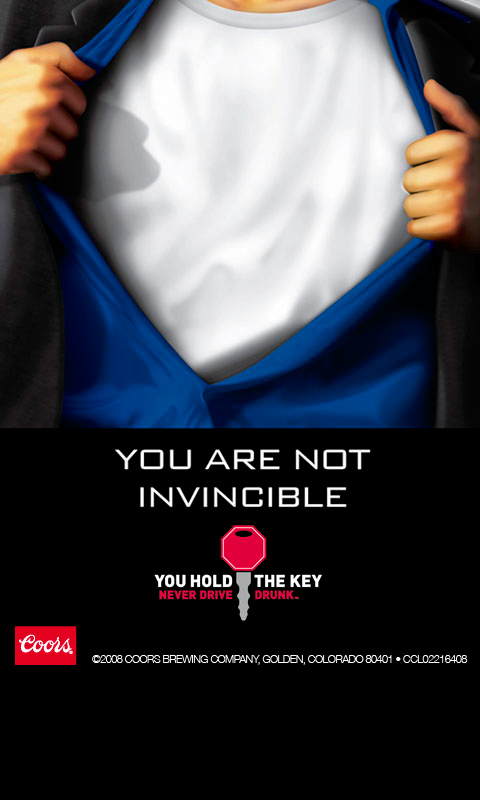 YOU ARE NOT
INVINCIBLE
YOU HOLD THE KEY
NEVER DRIVE DRUNK™
Coors®
©2008 COORS BREWING COMPANY, GOLDEN, COLORADO 80401 • CCL02216408